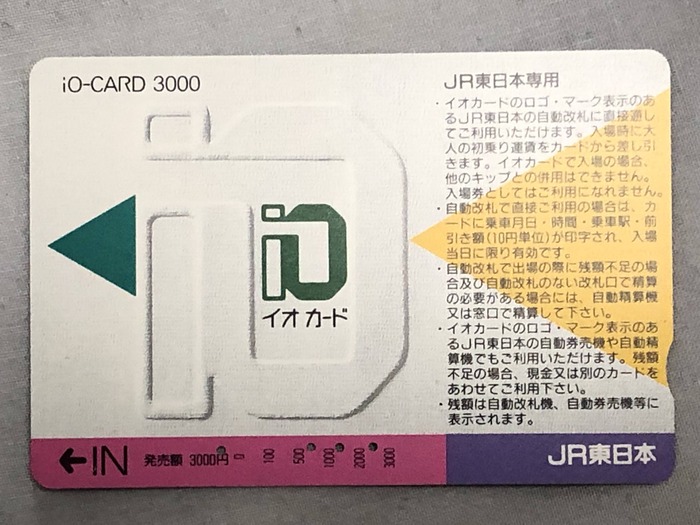 iO-CARD 3000
JR東日本専用
・イオカードのロゴ・マーク表示のあ
るJR東日本の自動改札に直接通し
てご利用いただけます。入場時に大
人の初乗り運賃をカードから差し引
きます。イオカードで入場の場合、
他のキップとの併用はできません。
入場券としてはご利用になれません。
・自動改札で直接ご利用の場合は、カ
ードに乗車月日・時間・乗車駅・前
引き額(10円単位)が印字され、入場
当日に限り有効です。
・自動改札で出場の際に残額不足の場
合及び自動改札のない改札口で精算
の必要がある場合には、自動精算機
又は窓口で精算して下さい。
・イオカードのロゴ・マーク表示のあ
るJR東日本の自動券売機や自動精
算機でもご利用いただけます。残額
不足の場合、現金又は別のカードを
あわせてご利用下さい。
・残額は自動改札機、自動券売機等に
表示されます。
iO
iO
イオカード
←IN 発売額 3000円 0 100 500 1000 2000 3000
JR東日本